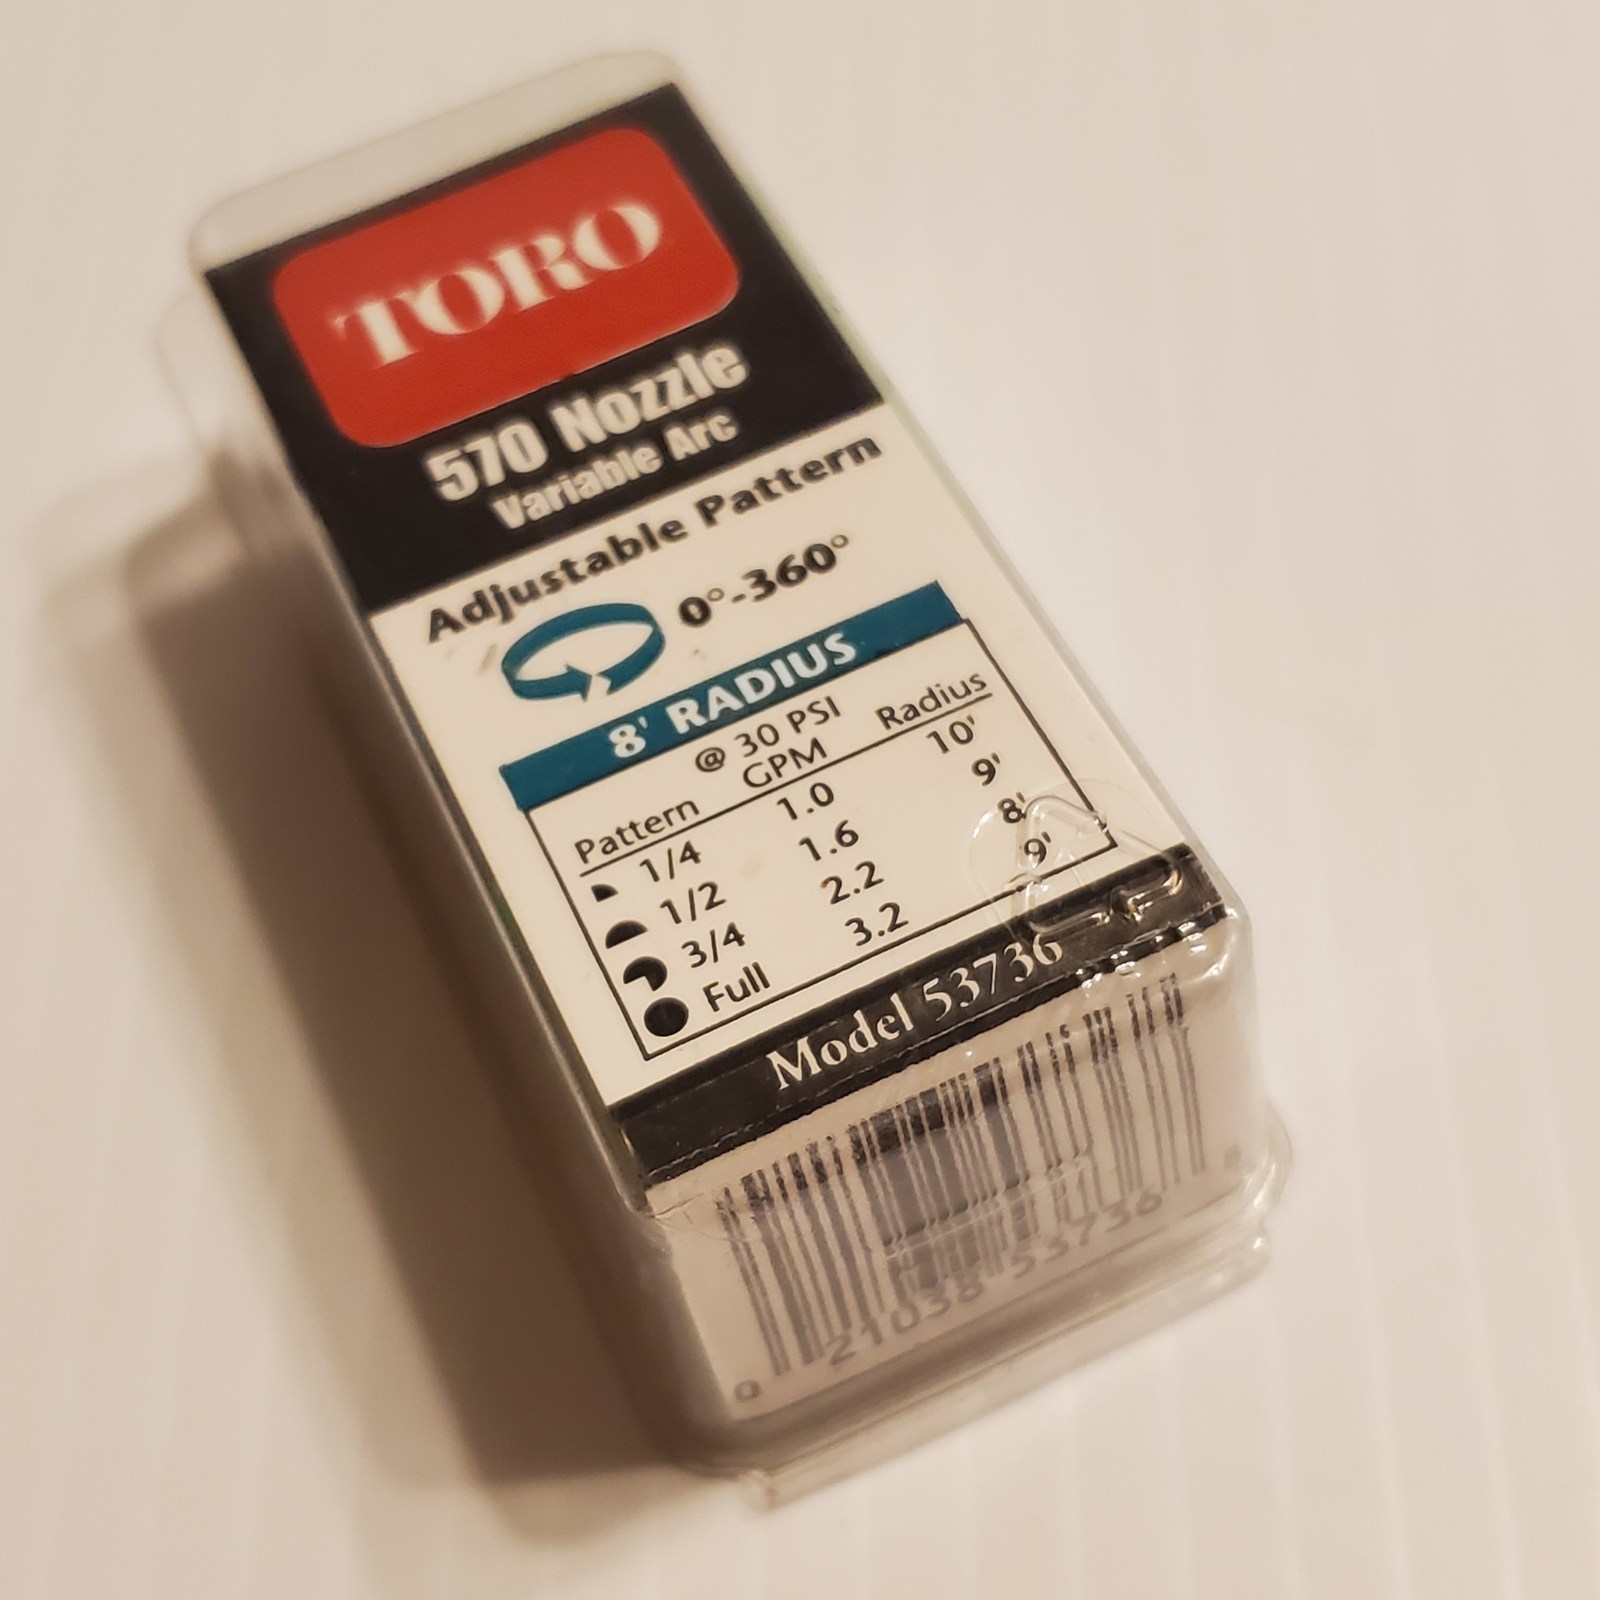 TORO
570 Nozzle
Variable Arc
Adjustable Pattern
0°-360°
8' RADIUS
@ 30 PSI
Pattern GPM Radius
1/4 1.0 10'
1/2 1.6 9'
3/4 2.2 8'
Full 3.2 9'
Model 53736
0 21038 53736 8